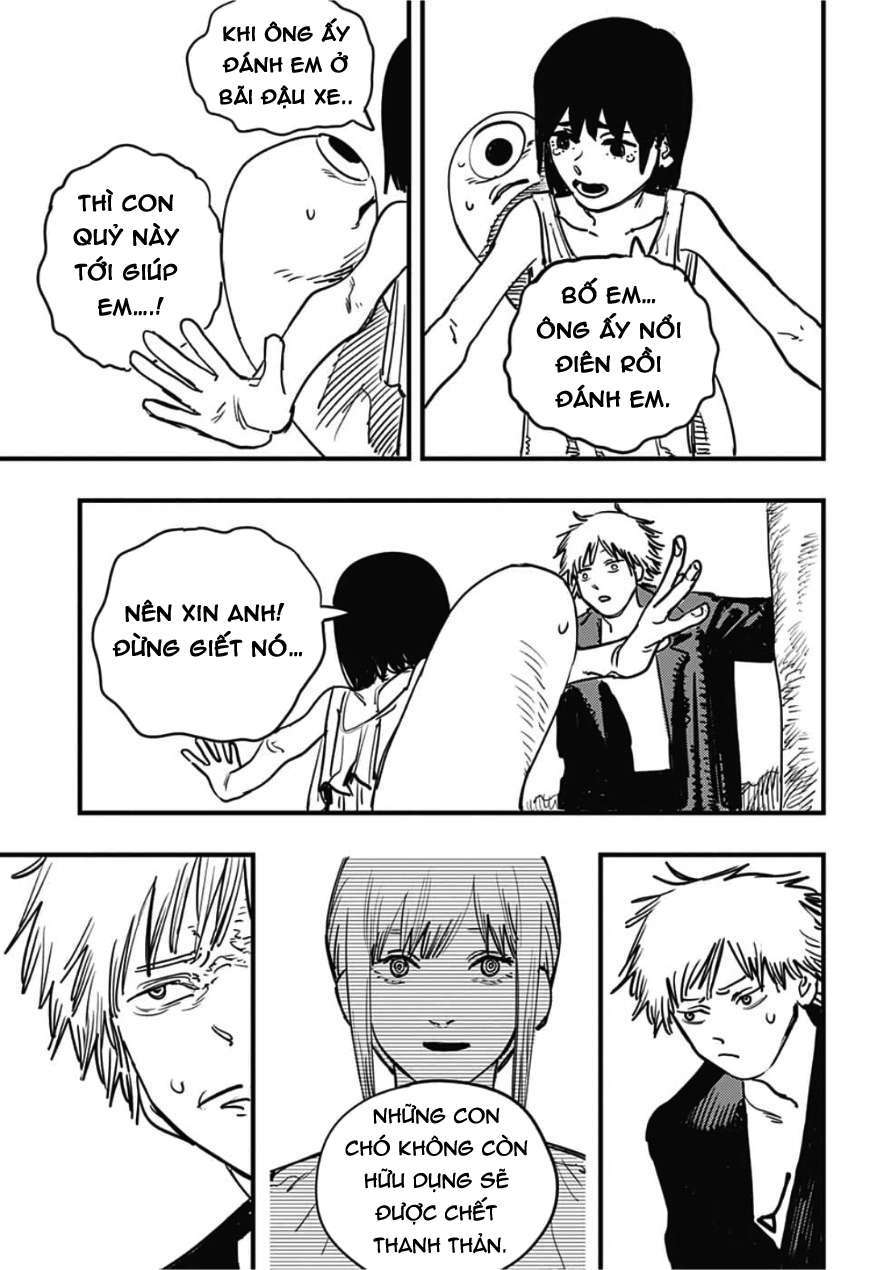 BỐ EM...
ÔNG ẤY NỔI
ĐIÊN RỒI
ĐÁNH EM.
KHI ÔNG ẤY
ĐÁNH EM Ở
BÃI ĐẬU XE..
THÌ CON
QUỶ NÀY
TỚI GIÚP
EM....!
NÊN XIN ANH!
ĐỪNG GIẾT NÓ...
NHỮNG CON
CHÓ KHÔNG CÒN
HỮU DỤNG SẼ
ĐƯỢC CHẾT
THANH THẢN.